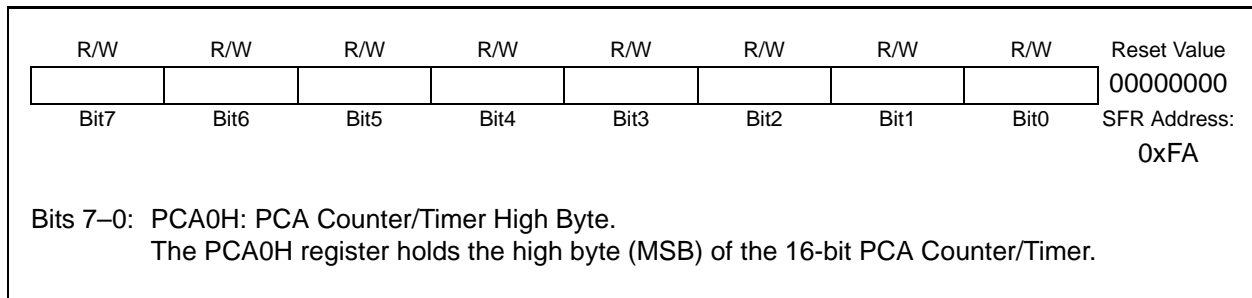 R/W R/W R/W R/W R/W R/W R/W R/W Reset Value
00000000
Bit7 Bit6 Bit5 Bit4 Bit3 Bit2 Bit1 Bit0 SFR Address:
0xFA
Bits 7–0: PCA0H: PCA Counter/Timer High Byte.
The PCA0H register holds the high byte (MSB) of the 16-bit PCA Counter/Timer.